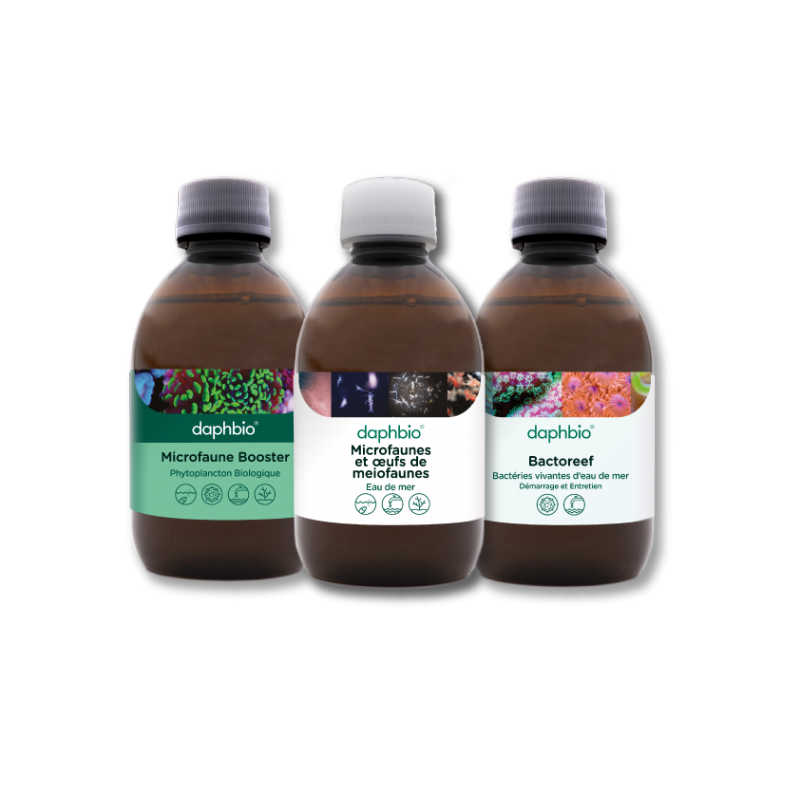 daphbio®
Microfaune Booster
Phytoplancton Biologique
daphbio®
Microfaunes
et œufs de
meiofaunes
Eau de mer
daphbio®
Bactoreef
Bactéries vivantes d'eau de mer
Démarrage et Entretien